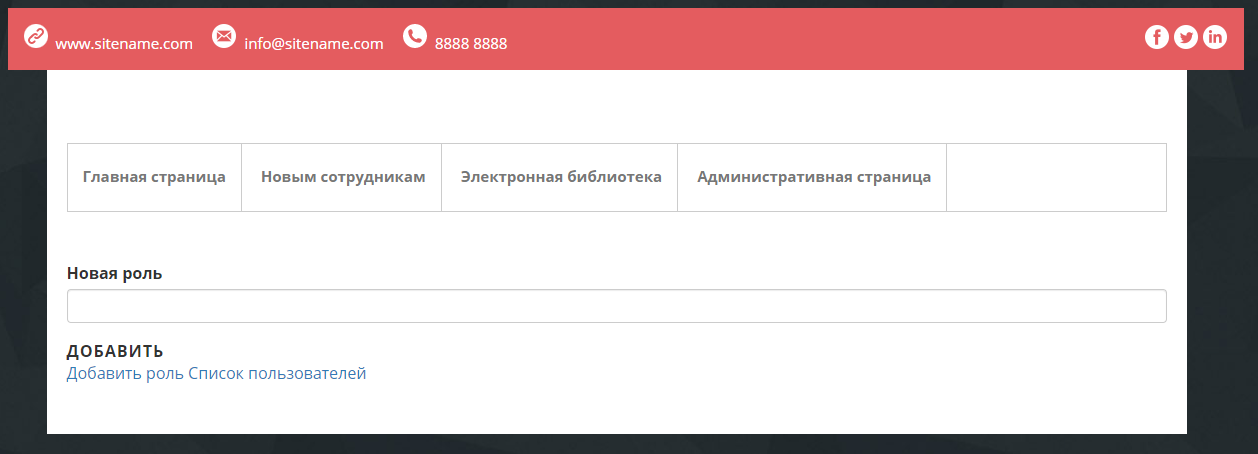 www.sitename.com info@sitename.com 8888 8888
Главная страница Новым сотрудникам Электронная библиотека Административная страница
Новая роль
ДОБАВИТЬ
Добавить роль Список пользователей